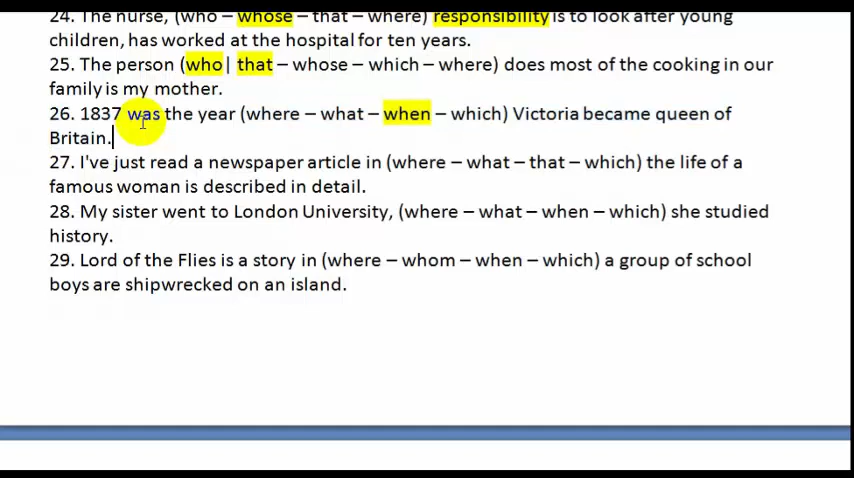 24. The nurse, (who – whose – that – where) responsibility is to look after young
children, has worked at the hospital for ten years.
25. The person (who| that – whose – which – where) does most of the cooking in our
family is my mother.
26. 1837 was the year (where – what – when – which) Victoria became queen of
Britain.
27. I've just read a newspaper article in (where – what – that – which) the life of a
famous woman is described in detail.
28. My sister went to London University, (where – what – when – which) she studied
history.
29. Lord of the Flies is a story in (where – whom – when – which) a group of school
boys are shipwrecked on an island.